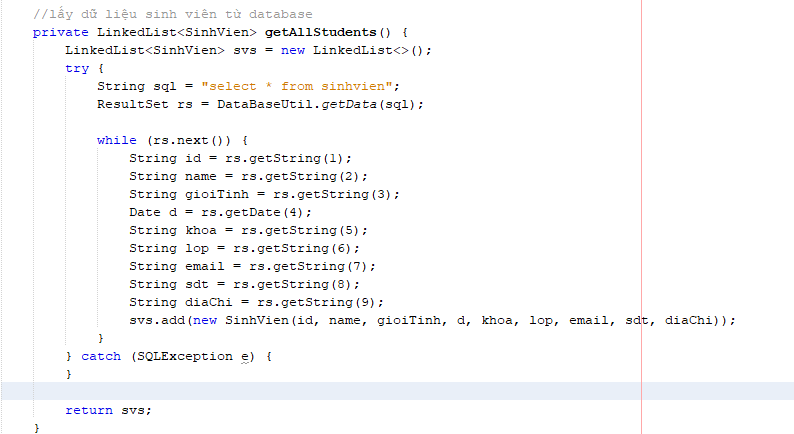 //lấy dữ liệu sinh viên từ database
private LinkedList<SinhVien> getAllStudents() {
LinkedList<SinhVien> svs = new LinkedList<>();
try {
String sql = "select * from sinhvien";
ResultSet rs = DataBaseUtil.getData(sql);
while (rs.next()) {
String id = rs.getString(1);
String name = rs.getString(2);
String gioiTinh = rs.getString(3);
Date d = rs.getDate(4);
String khoa = rs.getString(5);
String lop = rs.getString(6);
String email = rs.getString(7);
String sdt = rs.getString(8);
String diaChi = rs.getString(9);
svs.add(new SinhVien(id, name, gioiTinh, d, khoa, lop, email, sdt, diaChi));
}
} catch (SQLException e) {
}
return svs;
}